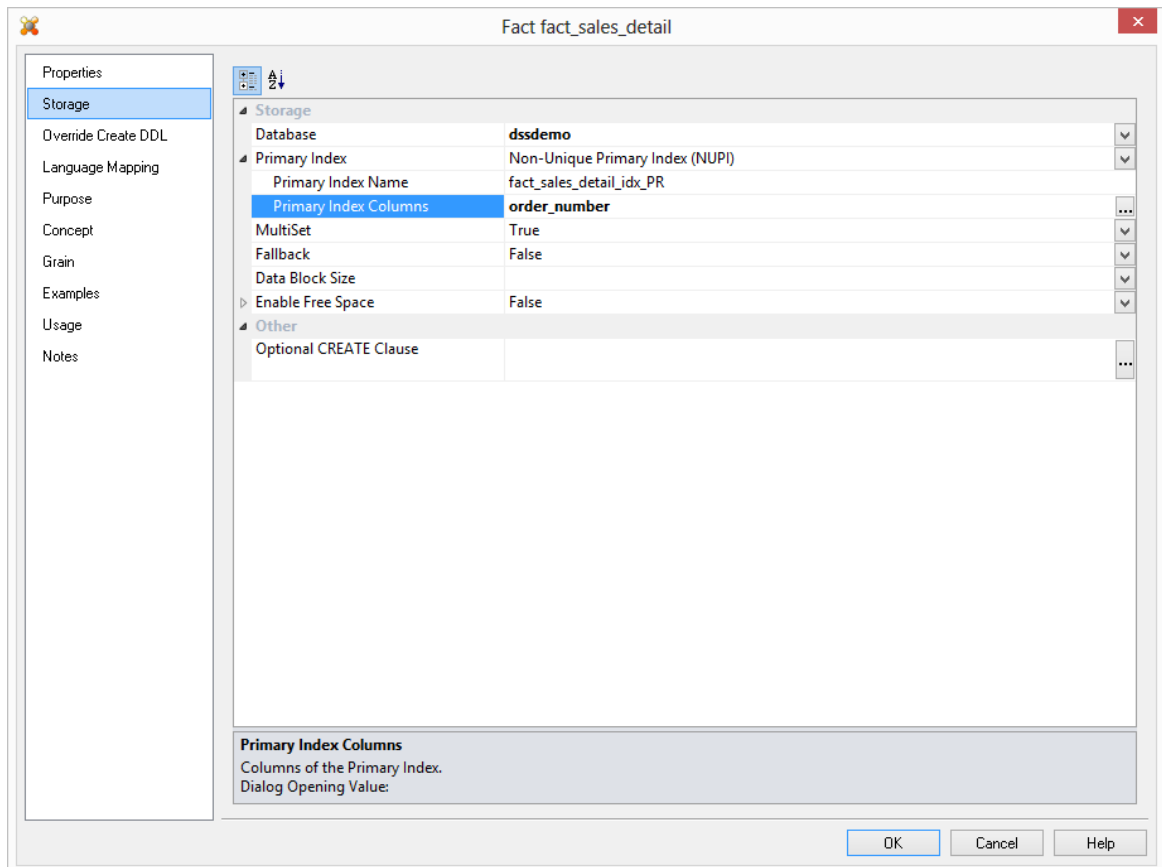 Fact fact_sales_detail
Properties
Storage
Override Create DDL
Language Mapping
Purpose
Concept
Grain
Examples
Usage
Notes
Storage
Database dssdemo
Primary Index Non-Unique Primary Index (NUPI)
Primary Index Name fact_sales_detail_idx_PR
Primary Index Columns order_number ...
MultiSet True
Fallback False
Data Block Size
Enable Free Space False
Other
Optional CREATE Clause ...
Primary Index Columns
Columns of the Primary Index.
Dialog Opening Value:
OK Cancel Help